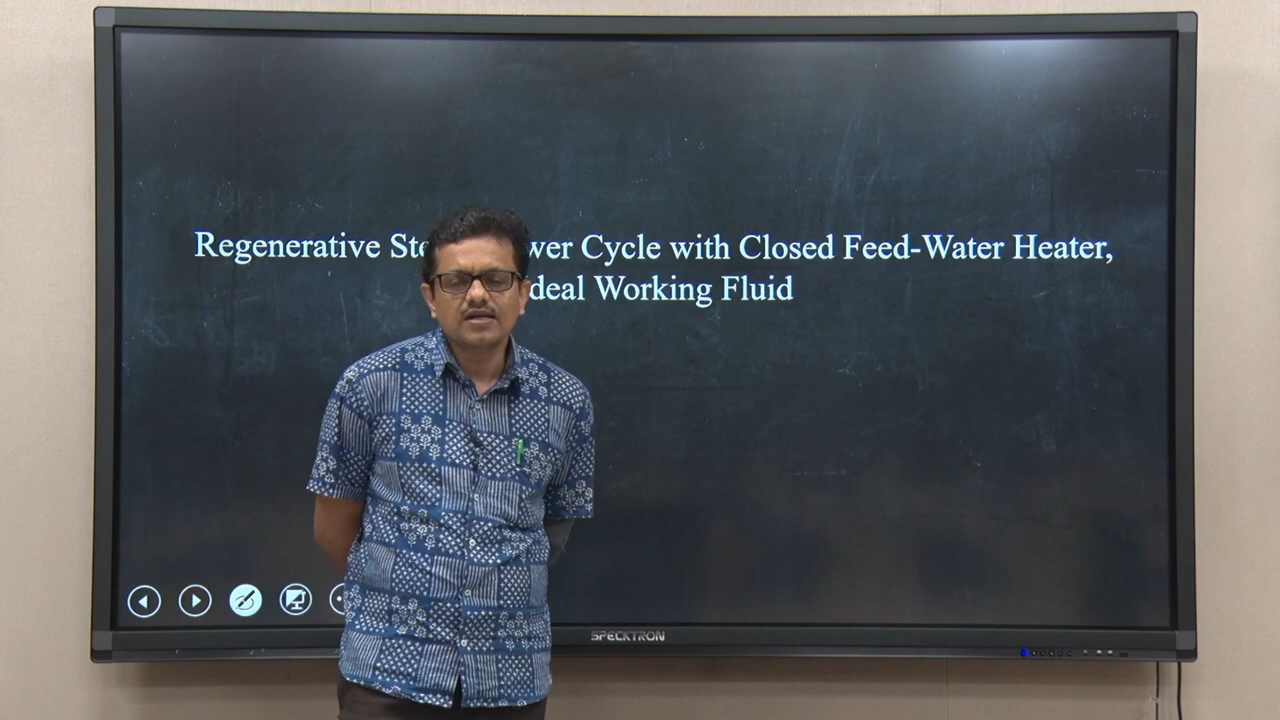 Regenerative Ste wer Cycle with Closed Feed-Water Heater,
deal Working Fluid
SPECKTRON